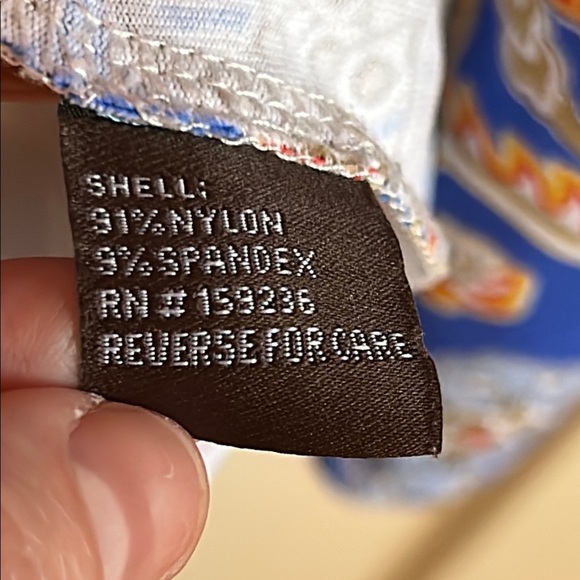 SHELL:
91%NYLON
9%SPANDEX
RN # 159236
REVERSE FOR CARE